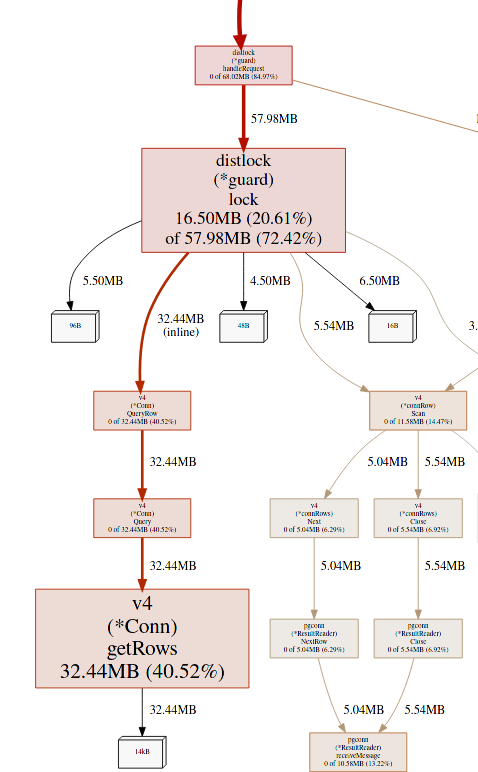 distlock
(*guard)
handleRequest
0 of 68.02MB (84.97%)
57.98MB
distlock
(*guard)
lock
16.50MB (20.61%)
of 57.98MB (72.42%)
5.50MB
32.44MB
(inline)
4.50MB
6.50MB
5.54MB
3.
96B
48B
16B
v4
(*Conn)
QueryRow
0 of 32.44MB (40.52%)
v4
(*connRow)
Scan
0 of 11.58MB (14.47%)
32.44MB
5.04MB
5.54MB
v4
(*Conn)
Query
0 of 32.44MB (40.52%)
v4
(*connRows)
Next
0 of 5.04MB (6.29%)
v4
(*connRows)
Close
0 of 5.54MB (6.92%)
32.44MB
5.04MB
5.54MB
v4
(*Conn)
getRows
32.44MB (40.52%)
pgconn
(*ResultReader)
NextRow
0 of 5.04MB (6.29%)
pgconn
(*ResultReader)
Close
0 of 5.54MB (6.92%)
32.44MB
5.04MB
5.54MB
14kB
pgconn
(*ResultReader)
receiveMessage
0 of 10.58MB (13.22%)